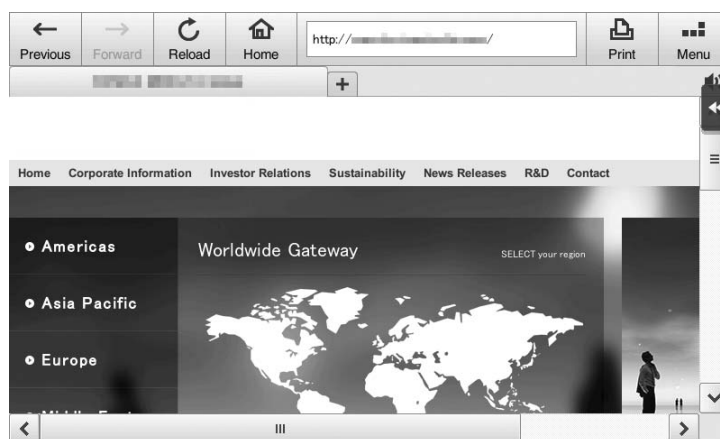 Previous Forward Reload Home http:// / Print Menu
+
Home Corporate Information Investor Relations Sustainability News Releases R&D Contact
Americas
Worldwide Gateway
SELECT your region
Asia Pacific
Europe